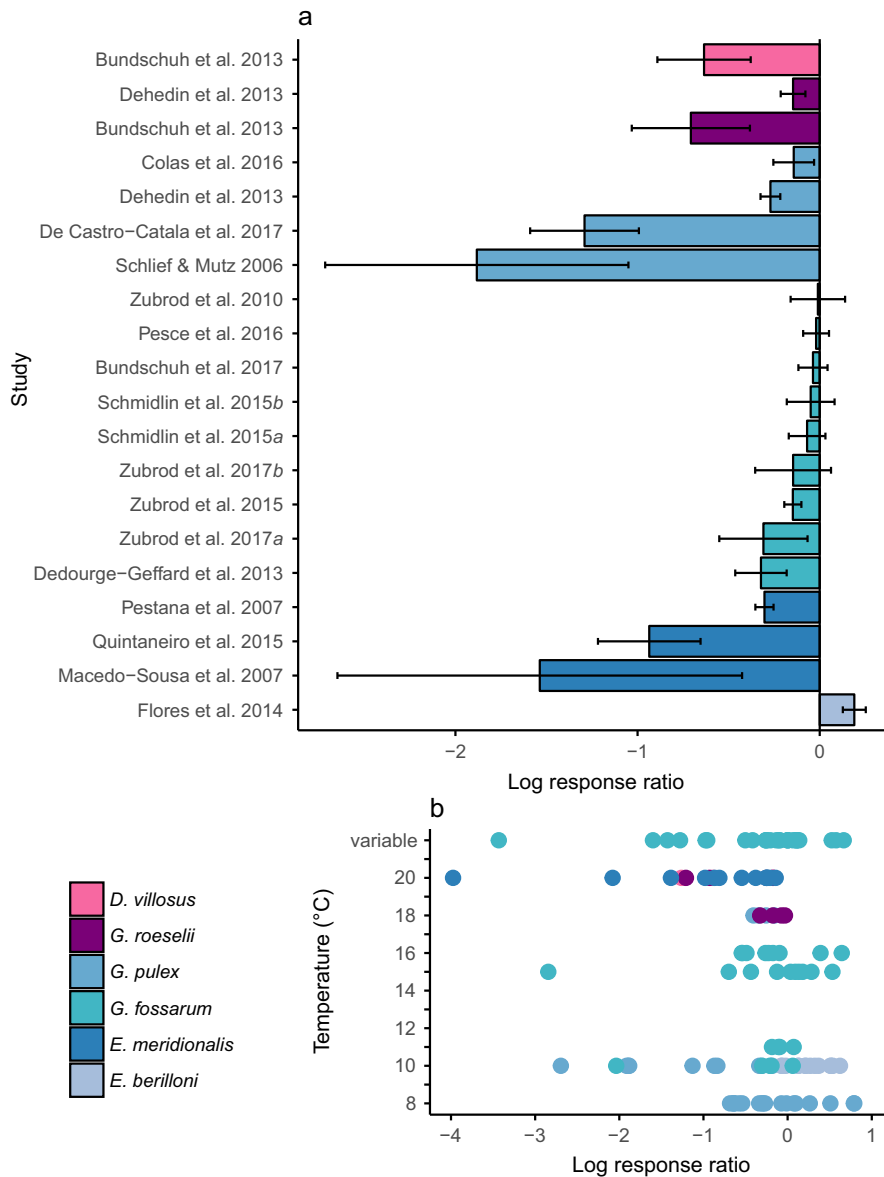 a
Bundschuh et al. 2013
Dehedin et al. 2013
Bundschuh et al. 2013
Colas et al. 2016
Dehedin et al. 2013
De Castro−Catala et al. 2017
Schlief & Mutz 2006
Zubrod et al. 2010
Pesce et al. 2016
Bundschuh et al. 2017
Schmidlin et al. 2015b
Schmidlin et al. 2015a
Zubrod et al. 2017b
Zubrod et al. 2015
Zubrod et al. 2017a
Dedourge−Geffard et al. 2013
Pestana et al. 2007
Quintaneiro et al. 2015
Macedo−Sousa et al. 2007
Flores et al. 2014
Study
−2 −1 0
Log response ratio
b
variable
20
18
16
14
12
10
8
Temperature (°C)
−4 −3 −2 −1 0 1
Log response ratio
D. villosus
G. roeselii
G. pulex
G. fossarum
E. meridionalis
E. berilloni